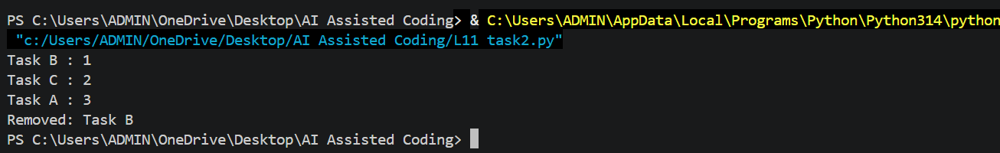 PS C:\Users\ADMIN\OneDrive\Desktop\AI Assisted Coding> & C:\Users\ADMIN\AppData\Local\Programs\Python\Python314\python
"c:/Users/ADMIN/OneDrive/Desktop/AI Assisted Coding/L11 task2.py"
Task B : 1
Task C : 2
Task A : 3
Removed: Task B
PS C:\Users\ADMIN\OneDrive\Desktop\AI Assisted Coding>